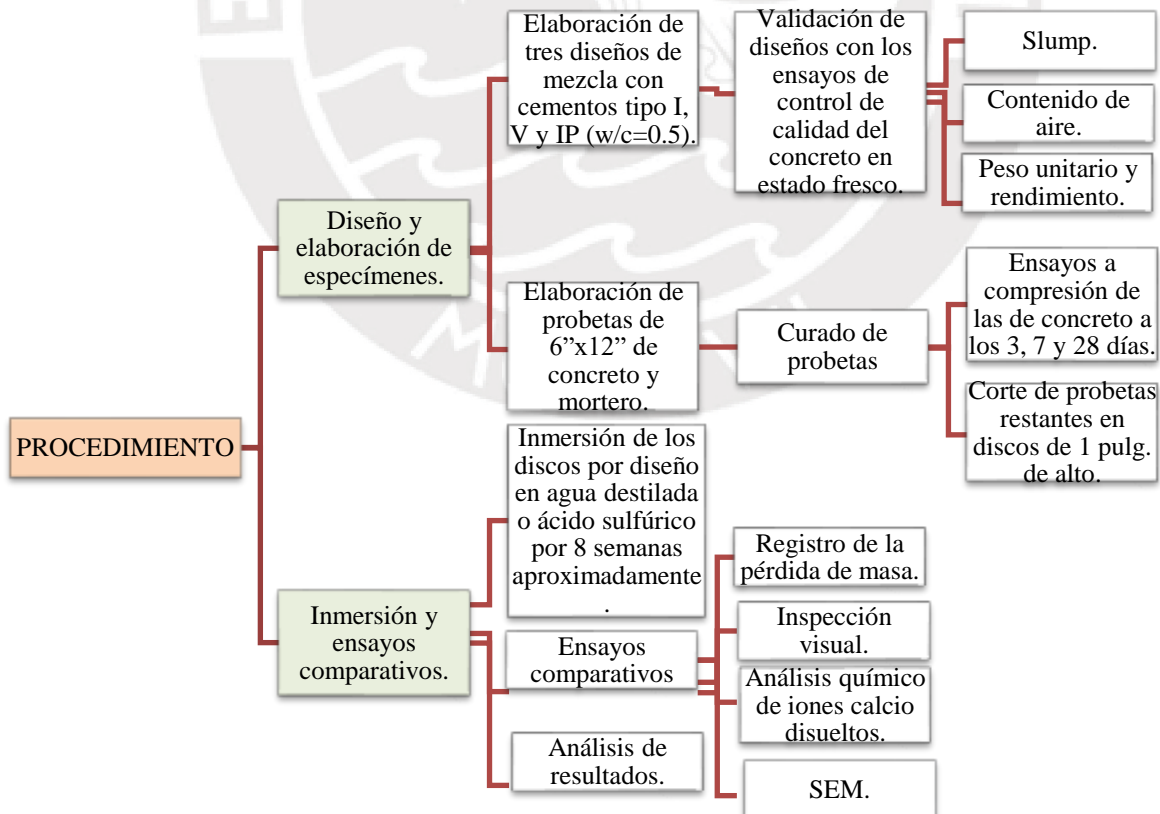 PROCEDIMIENTO
Diseño y
elaboración de
especímenes.
Elaboración de
tres diseños de
mezcla con
cementos tipo I,
V y IP (w/c=0.5).
Validación de
diseños con los
ensayos de
control de
calidad del
concreto en
estado fresco.
Slump.
Contenido de
aire.
Peso unitario y
rendimiento.
Elaboración de
probetas de
6”x12” de
concreto y
mortero.
Curado de
probetas
Ensayos a
compresión de
las de concreto a
los 3, 7 y 28 días.
Corte de probetas
restantes en
discos de 1 pulg.
de alto.
Inmersión y
ensayos
comparativos.
Inmersión de los
discos por diseño
en agua destilada
o ácido sulfúrico
por 8 semanas
aproximadamente
.
Ensayos
comparativos
Registro de la
pérdida de masa.
Inspección
visual.
Análisis químico
de iones calcio
disueltos.
SEM.
Análisis de
resultados.